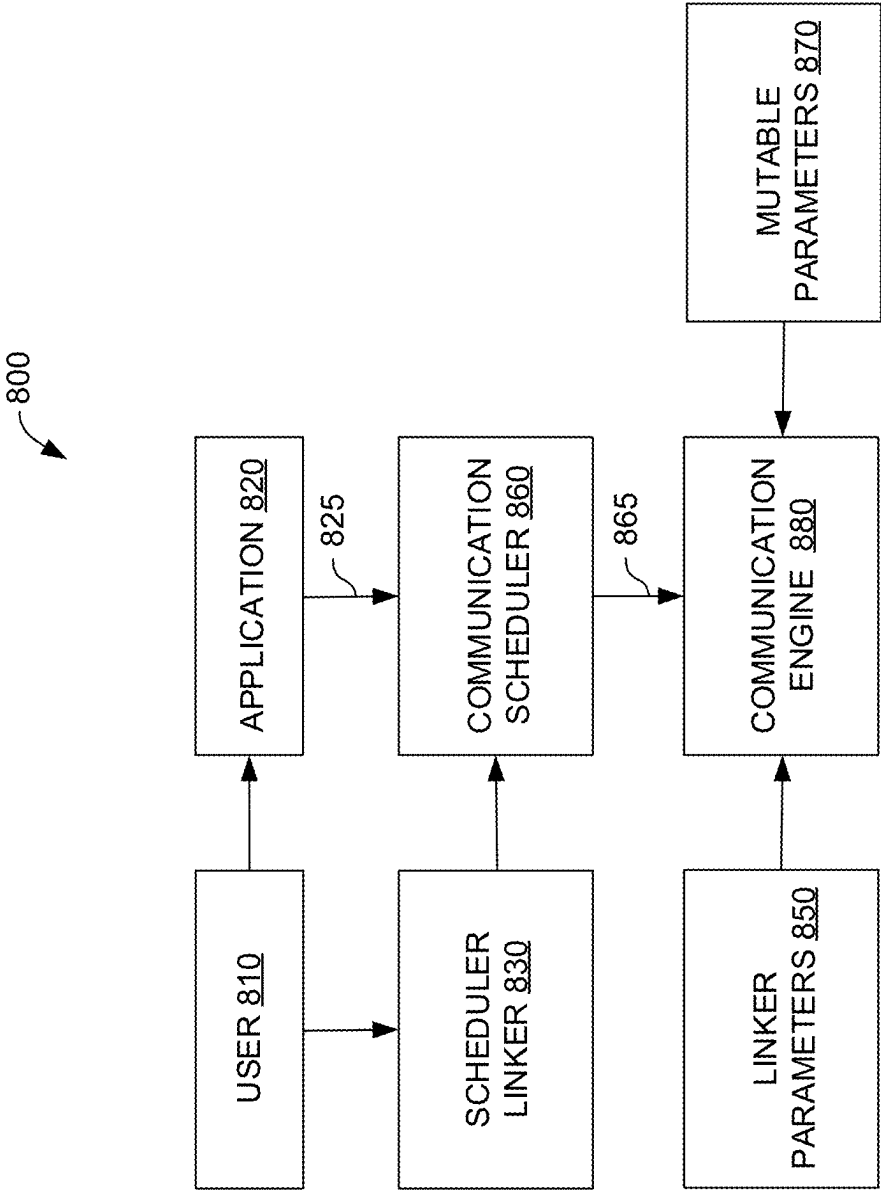 800
USER 810
APPLICATION 820
825
SCHEDULER
LINKER 830
COMMUNICATION
SCHEDULER 860
865
LINKER
PARAMETERS 850
COMMUNICATION
ENGINE 880
MUTABLE
PARAMETERS 870